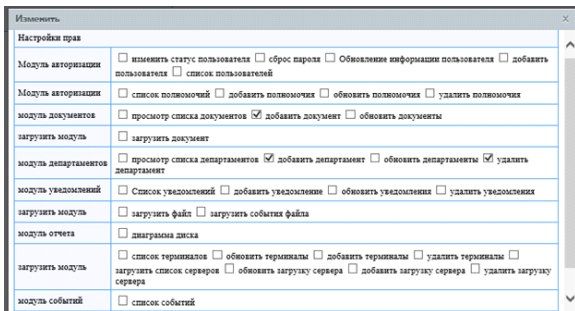 Изменить
x
Настройки прав
Модуль авторизации
изменить статус пользователя сброс пароля Обновление информации пользователя добавить
пользователя список пользователей
Модуль авторизации
список полномочий добавить полномочия обновить полномочия удалить полномочия
модуль документов
просмотр списка документов добавить документ обновить документы
загрузить модуль
загрузить документ
модуль департаментов
просмотр списка департаментов добавить департамент обновить департаменты удалить
департамент
модуль уведомлений
Список уведомлений добавить уведомление обновить уведомления удалить уведомления
загрузить модуль
загрузить файл загрузить события файла
модуль отчета
диаграмма диска
загрузить модуль
список терминалов обновить терминалы добавить терминалы удалить терминалы
загрузить список серверов обновить загрузку сервера добавить загрузку сервера удалить загрузку
сервера
модуль событий
список событий